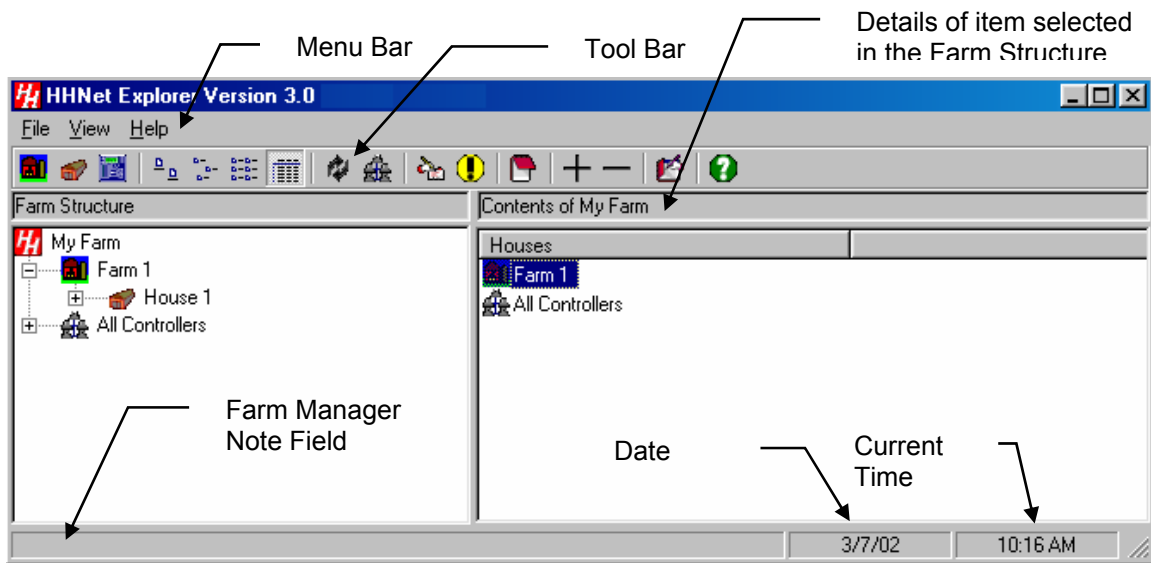 Details of item selected
in the Farm Structure
Menu Bar
Tool Bar
HH HHNet Explorer Version 3.0
File View Help
Farm Structure
Contents of My Farm
HH My Farm
Houses
Farm 1
Farm 1
House 1
All Controllers
All Controllers
Farm Manager
Note Field
Date
Current
Time
3/7/02
10:16 AM